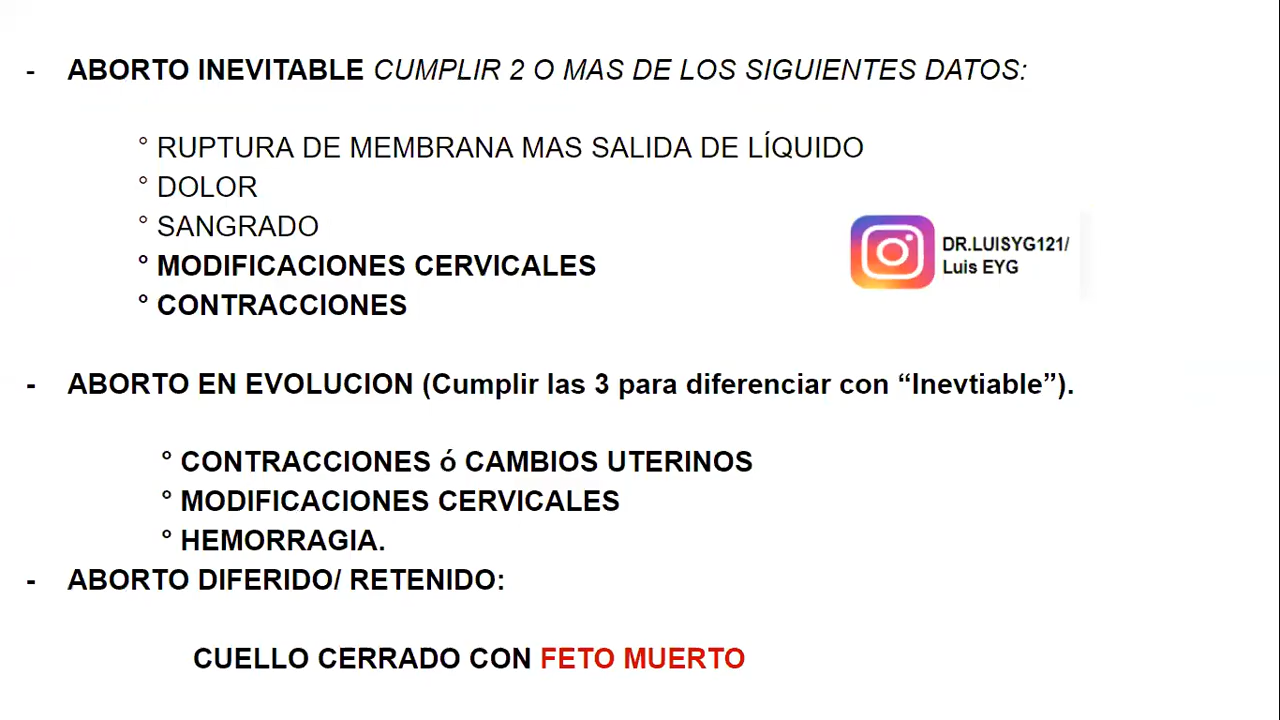 - ABORTO INEVITABLE CUMPLIR 2 O MAS DE LOS SIGUIENTES DATOS:
° RUPTURA DE MEMBRANA MAS SALIDA DE LÍQUIDO
° DOLOR
° SANGRADO
° MODIFICACIONES CERVICALES
° CONTRACCIONES
DR.LUISYG121/
Luis EYG
- ABORTO EN EVOLUCION (Cumplir las 3 para diferenciar con “Inevtiable”).
° CONTRACCIONES ó CAMBIOS UTERINOS
° MODIFICACIONES CERVICALES
° HEMORRAGIA.
- ABORTO DIFERIDO/ RETENIDO:
CUELLO CERRADO CON FETO MUERTO